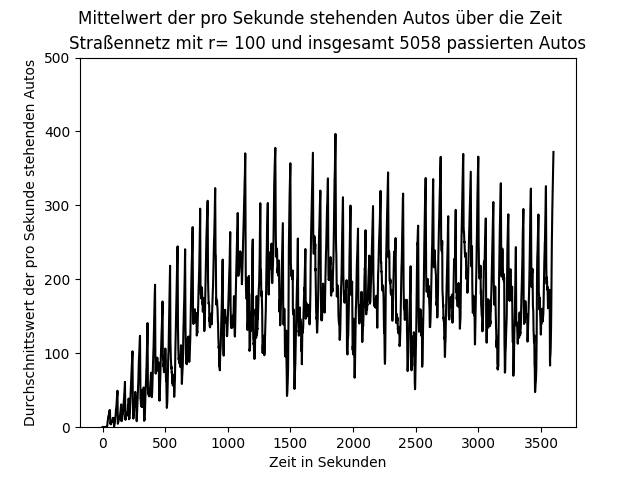 Mittelwert der pro Sekunde stehenden Autos über die Zeit
Straßennetz mit r= 100 und insgesamt 5058 passierten Autos
Durchschnittswert der pro Sekunde stehenden Autos
500
400
300
200
100
0
0 500 1000 1500 2000 2500 3000 3500
Zeit in Sekunden